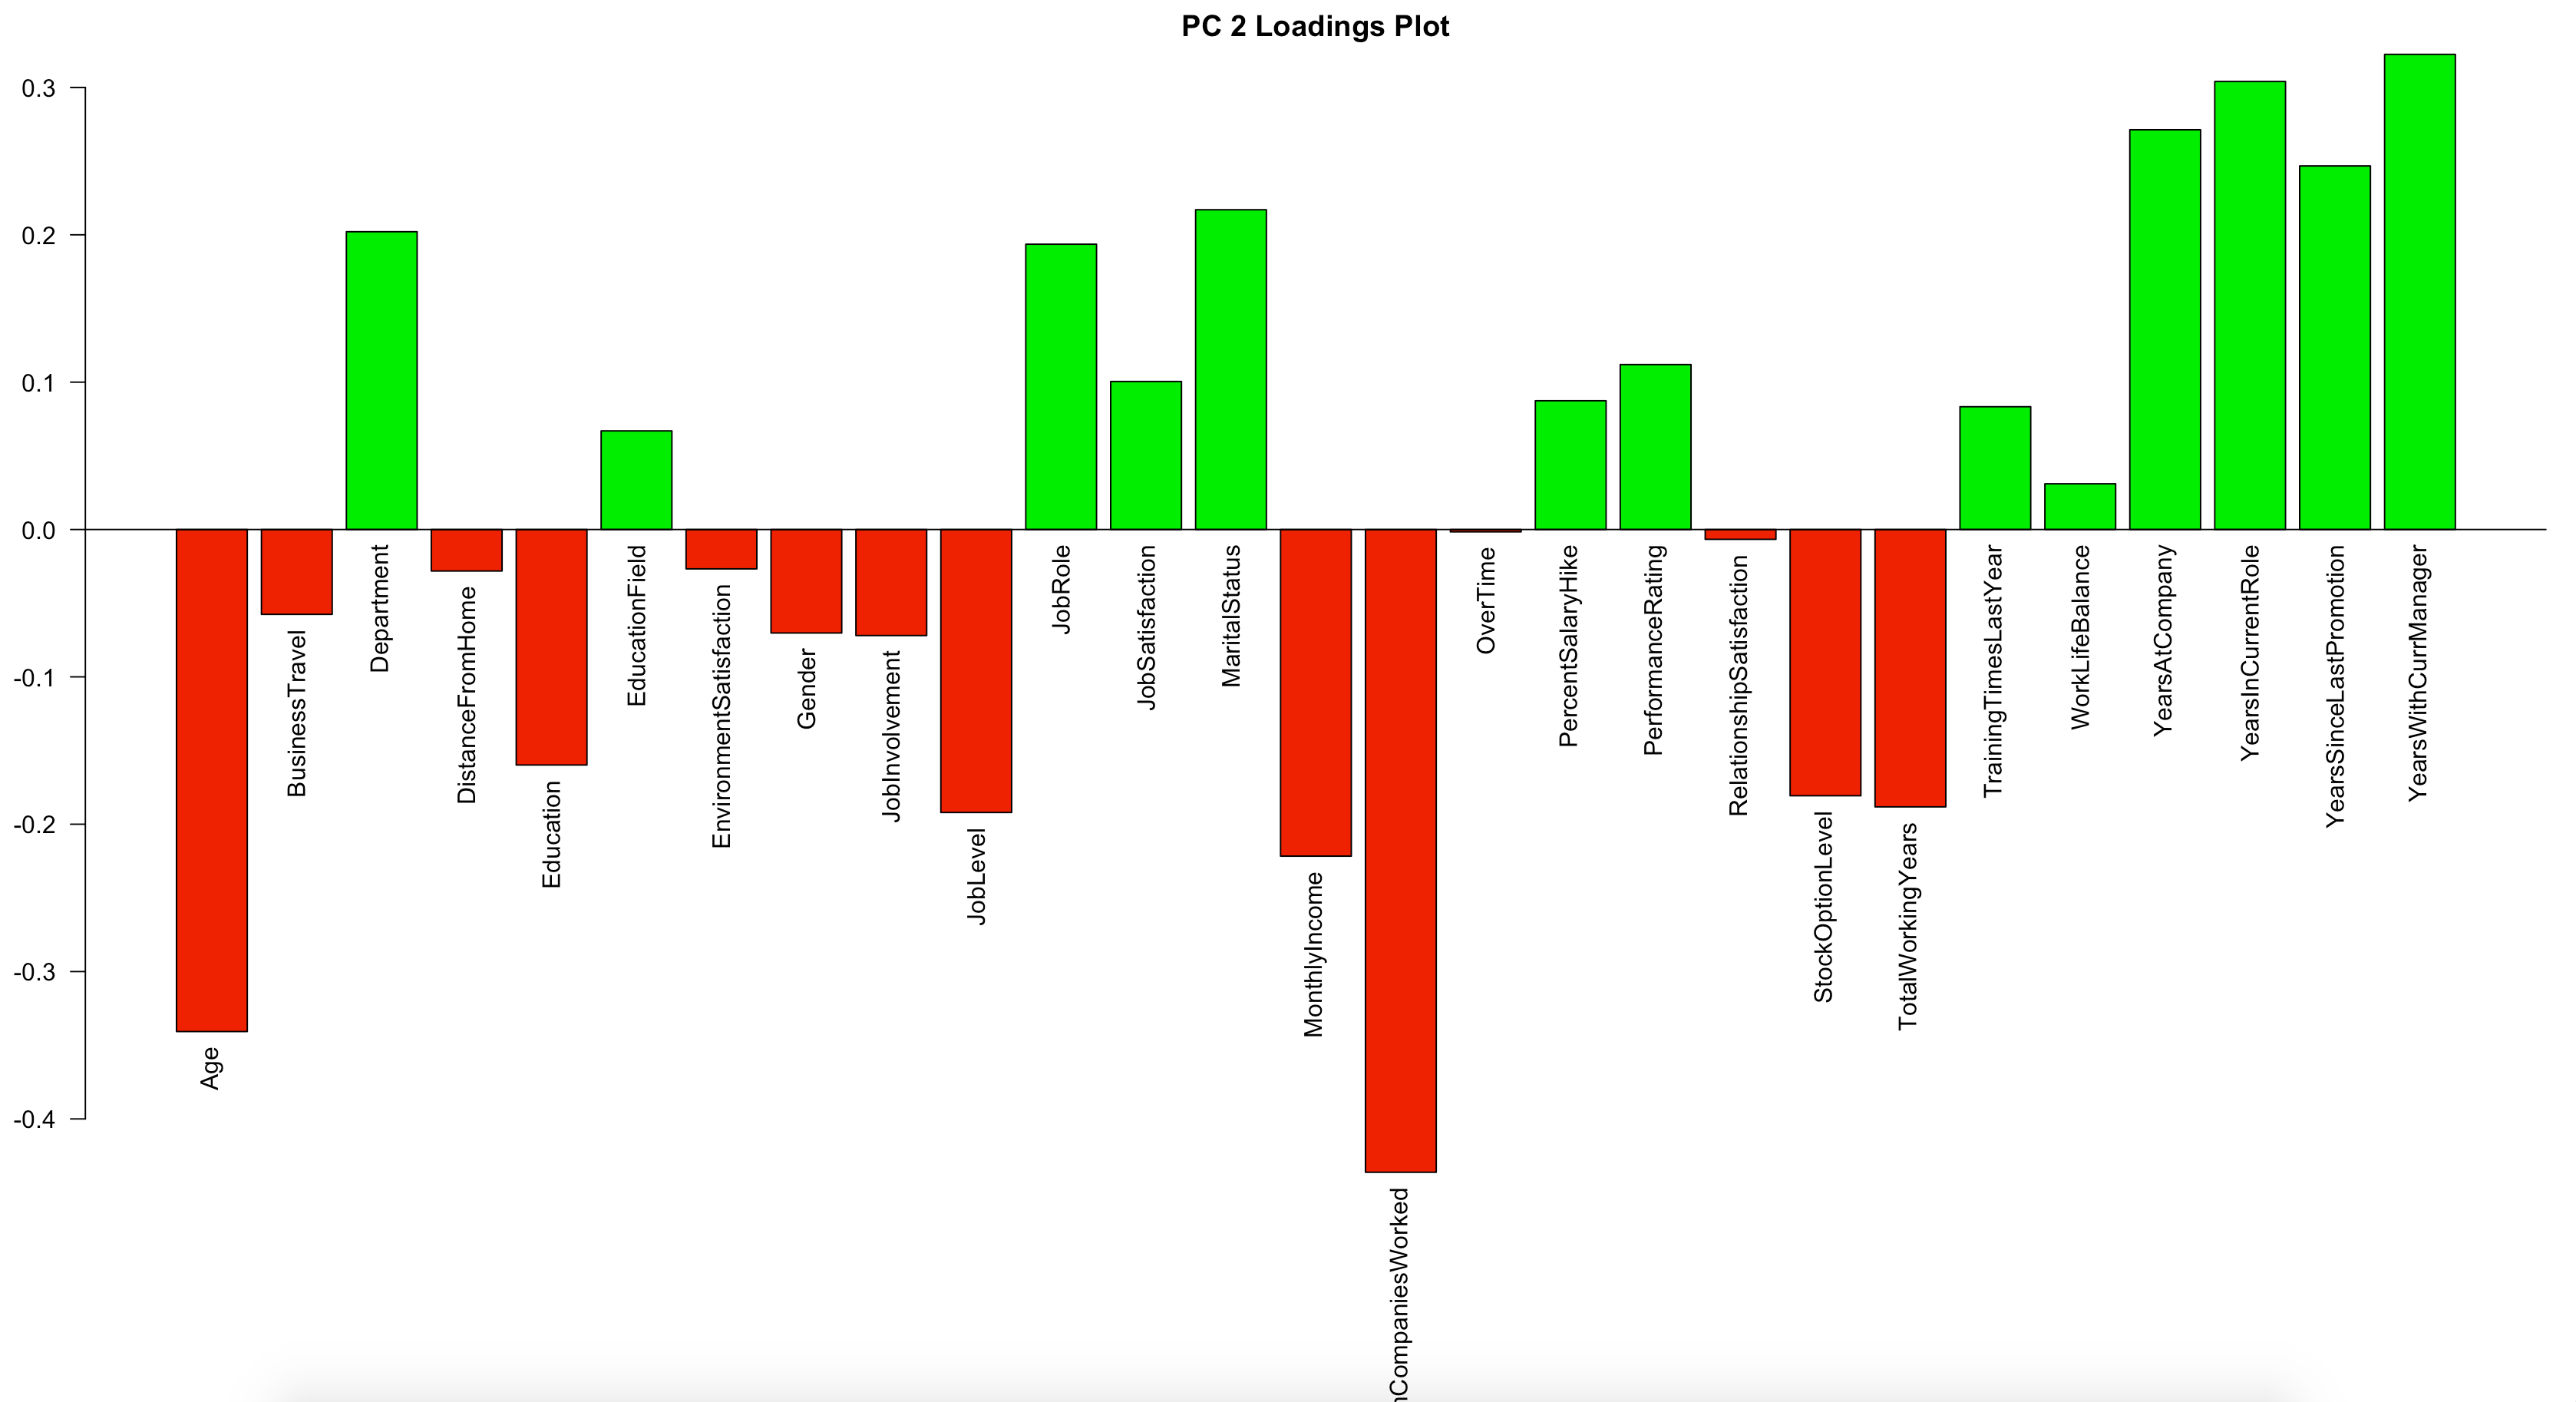 PC 2 Loadings Plot
0.3
0.2
0.1
0.0
-0.1
-0.2
-0.3
-0.4
Age
BusinessTravel
Department
DistanceFromHome
Education
EducationField
EnvironmentSatisfaction
Gender
JobInvolvement
JobLevel
JobRole
JobSatisfaction
MaritalStatus
MonthlyIncome
CompaniesWorked
OverTime
PercentSalaryHike
PerformanceRating
RelationshipSatisfaction
StockOptionLevel
TotalWorkingYears
TrainingTimesLastYear
WorkLifeBalance
YearsAtCompany
YearsInCurrentRole
YearsSinceLastPromotion
YearsWithCurrManager